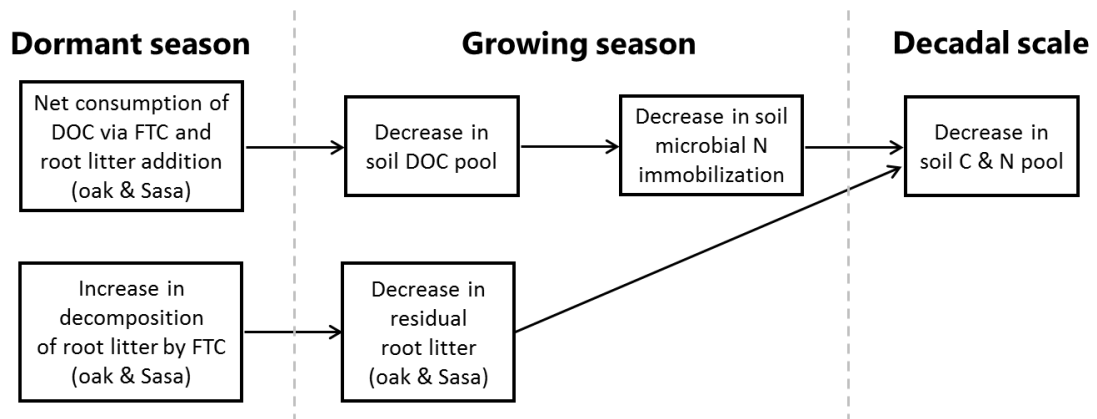 Dormant season
Growing season
Decadal scale
Net consumption of
DOC via FTC and
root litter addition
(oak & Sasa)
Decrease in
soil DOC pool
Decrease in soil
microbial N
immobilization
Decrease in
soil C & N pool
Increase in
decomposition
of root litter by FTC
(oak & Sasa)
Decrease in
residual
root litter
(oak & Sasa)